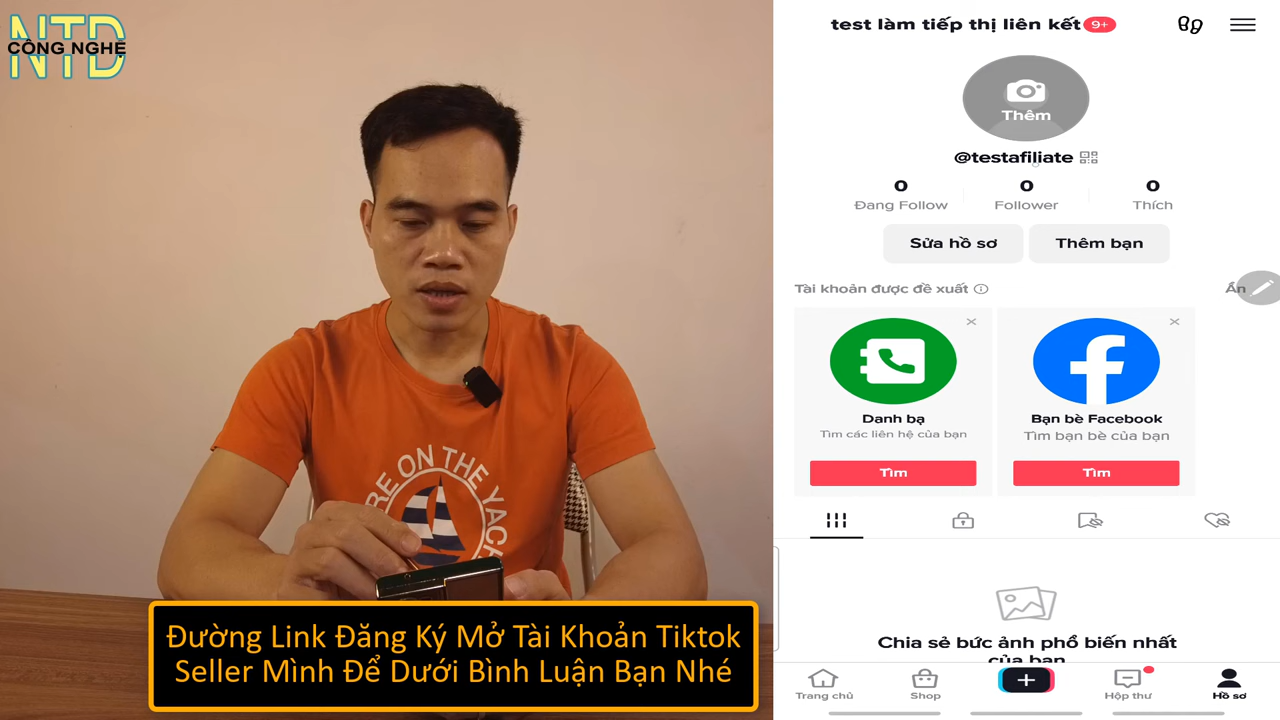 NTD
CÔNG NGHỆ
RE ON THE YACH
Đường Link Đăng Ký Mở Tài Khoản Tiktok
Seller Mình Để Dưới Bình Luận Bạn Nhé
test làm tiếp thị liên kết 9+
Thêm
@testafiliate
0 0 0
Đang Follow Follower Thích
Sửa hồ sơ Thêm bạn
Tài khoản được đề xuất Ẩn
Danh bạ
Tìm các liên hệ của bạn
Tìm
Bạn bè Facebook
Tìm bạn bè của bạn
Tìm
Chia sẻ bức ảnh phổ biến nhất
của bạn
Trang chủ Shop Hộp thư Hồ sơ